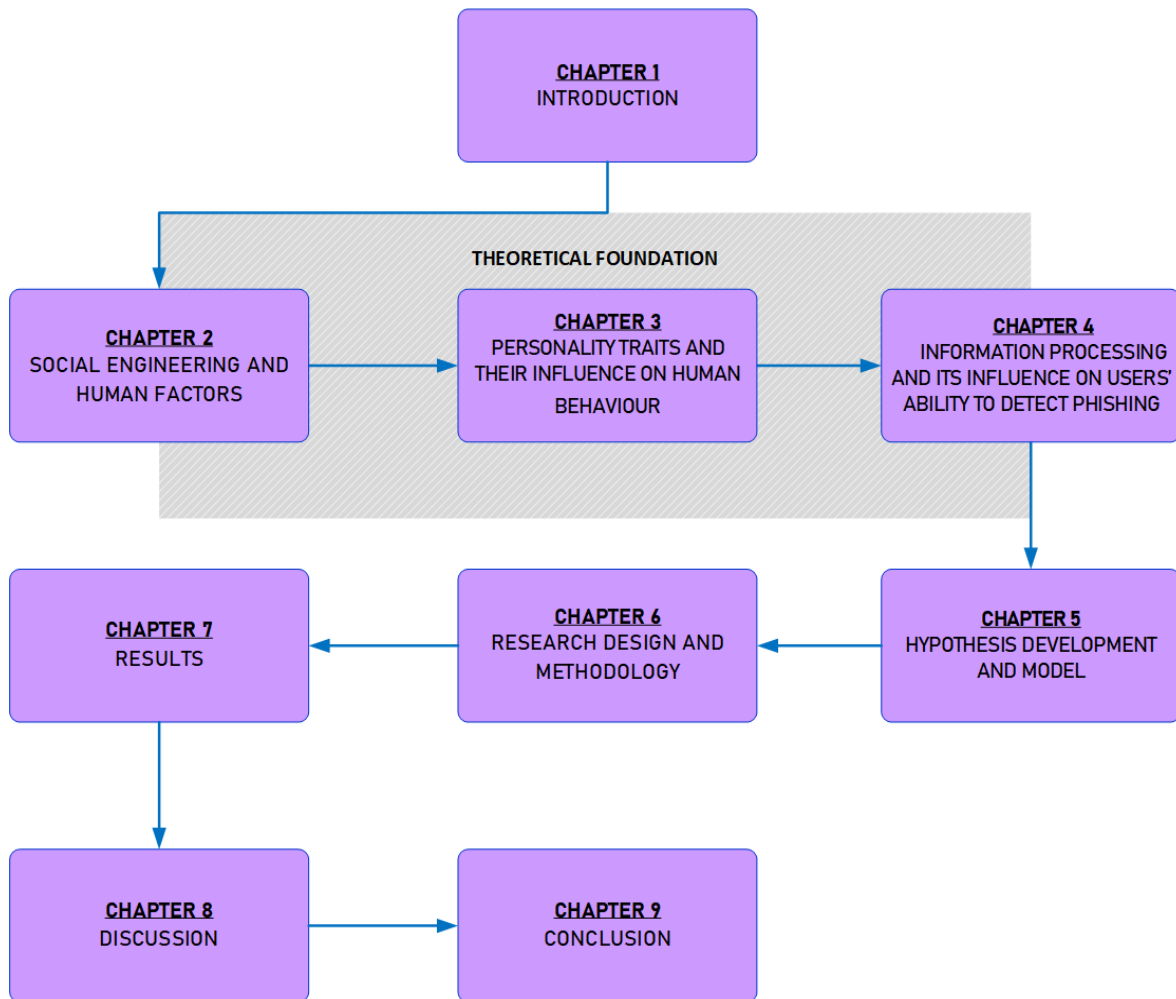 CHAPTER 1
INTRODUCTION
THEORETICAL FOUNDATION
CHAPTER 2
SOCIAL ENGINEERING AND
HUMAN FACTORS
CHAPTER 3
PERSONALITY TRAITS AND
THEIR INFLUENCE ON HUMAN
BEHAVIOUR
CHAPTER 4
INFORMATION PROCESSING
AND ITS INFLUENCE ON USERS’
ABILITY TO DETECT PHISHING
CHAPTER 5
HYPOTHESIS DEVELOPMENT
AND MODEL
CHAPTER 6
RESEARCH DESIGN AND
METHODOLOGY
CHAPTER 7
RESULTS
CHAPTER 8
DISCUSSION
CHAPTER 9
CONCLUSION